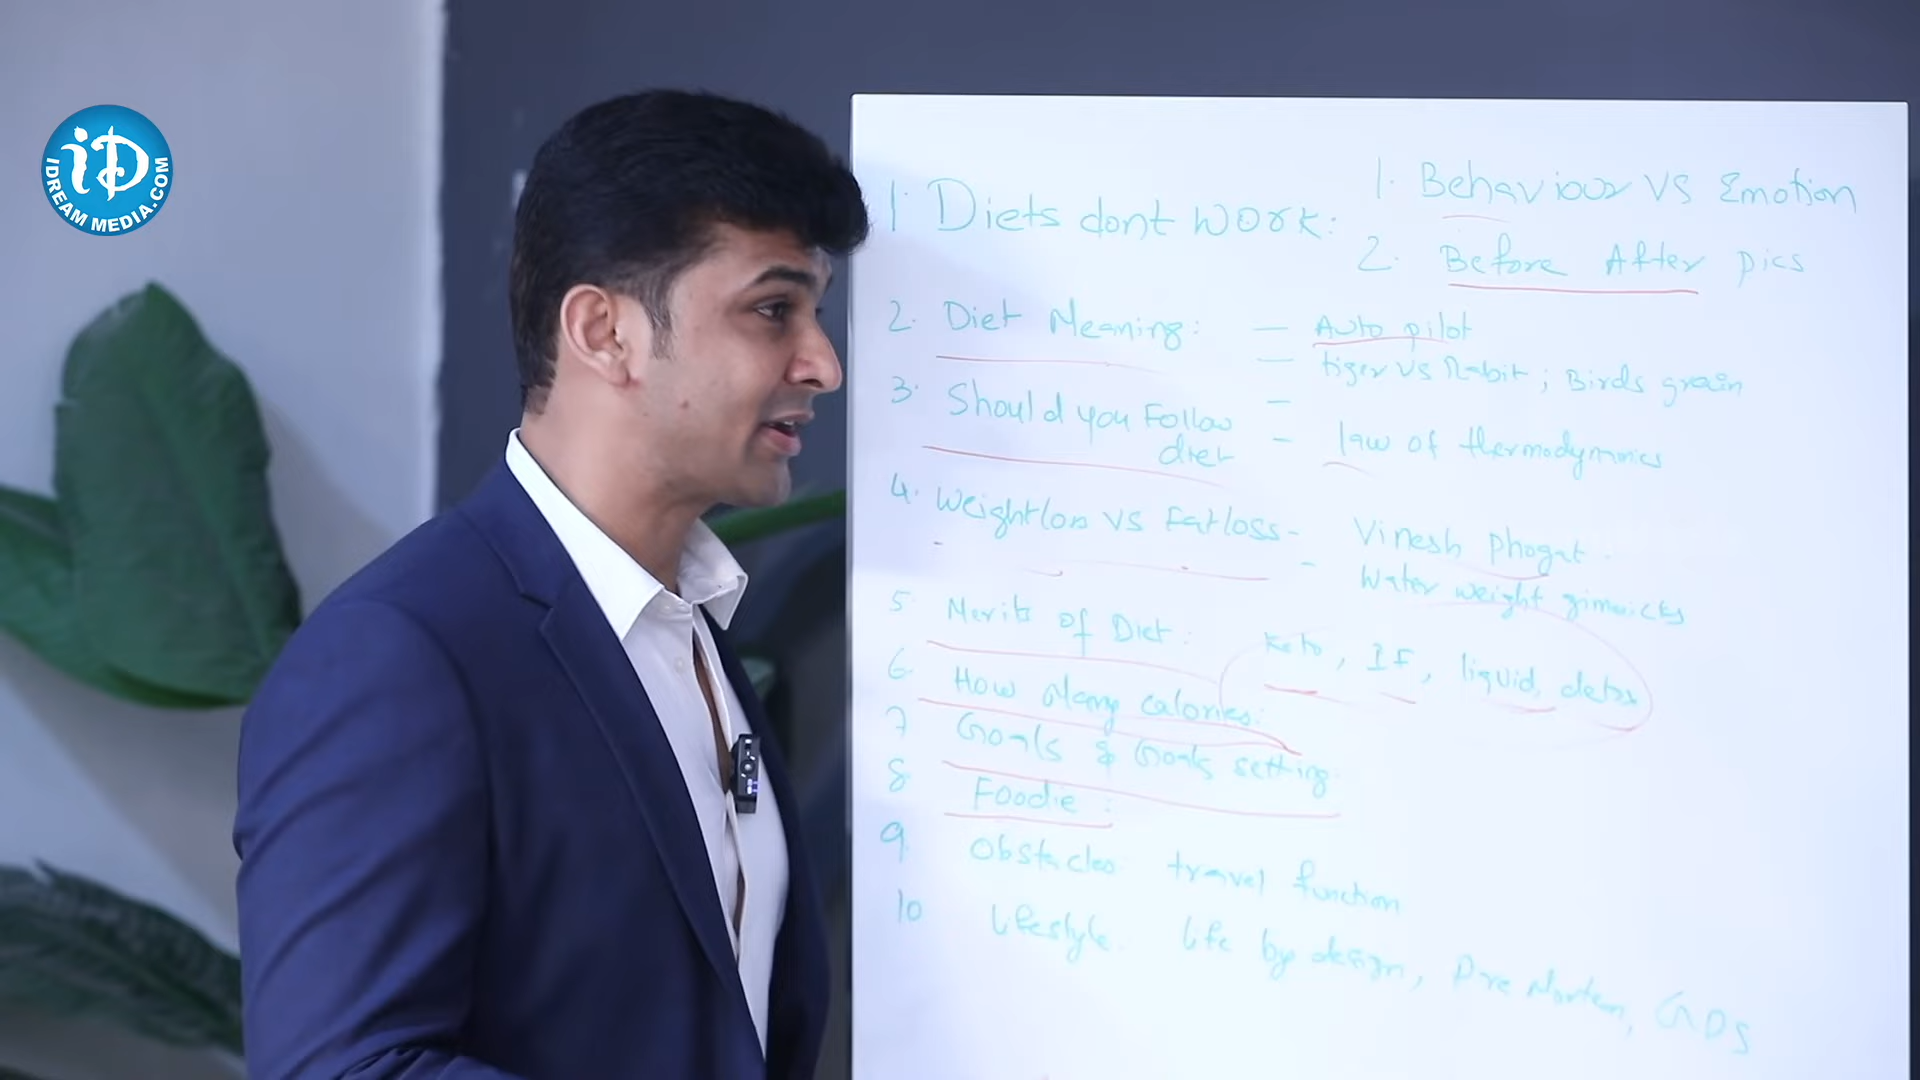 iD
IDREAM MEDIA.COM
1. Diets dont work:
1. Behaviour vs Emotion
2. Before After pics
2. Diet Meaning:
- Auto pilot
- tiger vs Rabit; Birds grain
3. Should you Follow diet
- law of thermodynamics
4. Weightloss vs Fatloss -
Vinesh phogat
- Water weight gimmicks
5. Merits of Diet:
Keto, IF, liquid, detox
6. How Many calories:
7 Goals & Goals setting
8 Foodie:
9 Obstacles travel function
10 Lifestyle life by design, Pre Mortem, GPS